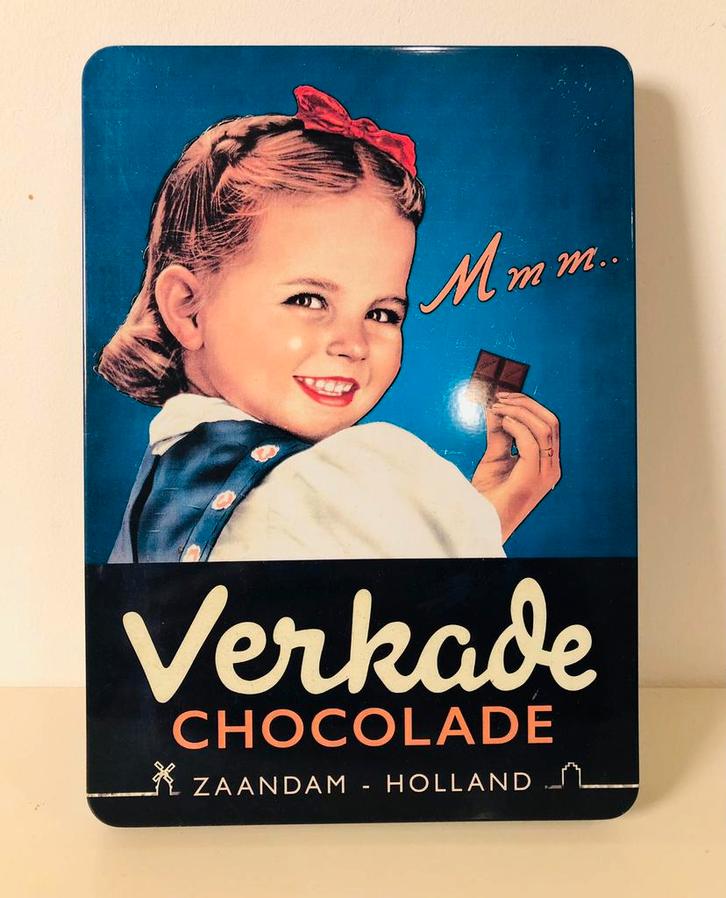 Mmm..
Verkade
CHOCOLADE
ZAANDAM - HOLLAND